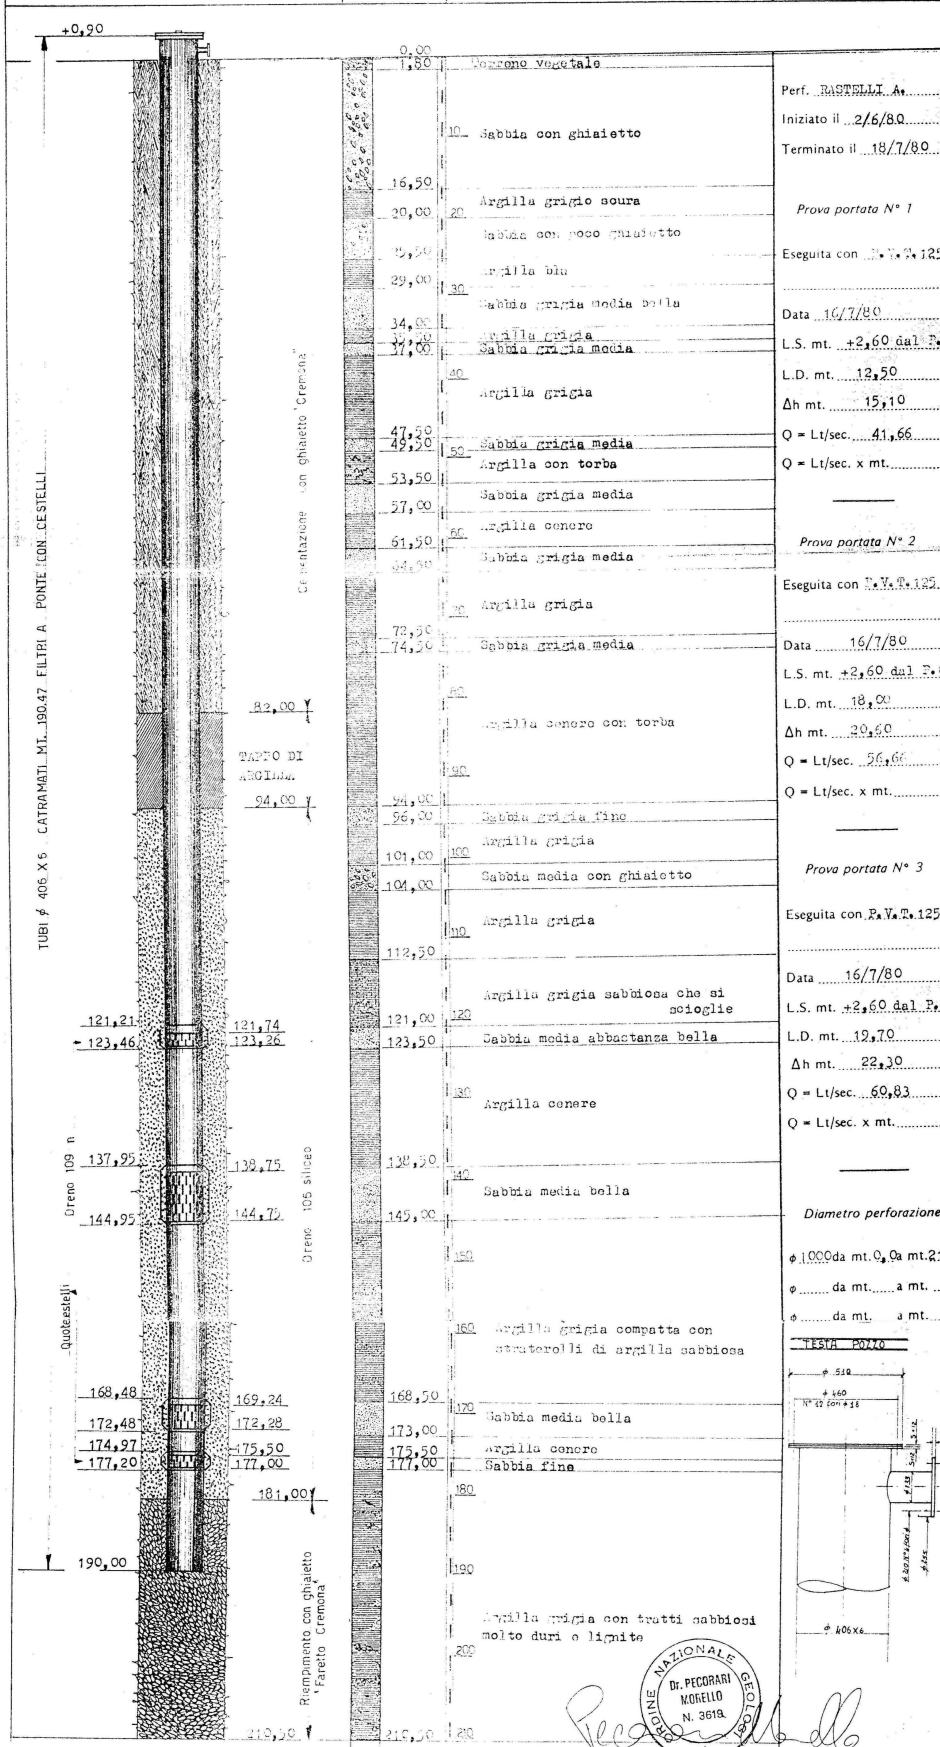 +0,90
0,00
1,80
Terreno vegetale
10
Sabbia con ghiaietto
16,50
Argilla grigio scura
20,00
20
Sabbia con poco ghiaietto
Argilla blu
29,00
30
Sabbia grigia media bella
34,00
Argilla grigia
37,00
Sabbia grigia media
40
Argilla grigia
47,50
Sabbia grigia media
49,50
50
Argilla con torba
53,50
Sabbia grigia media
57,00
Argilla cenere
60
61,50
Sabbia grigia media
64,50
Argilla grigia
70
72,50
Sabbia grigia media
74,50
80
Argilla cenere con torba
90
94,00
Sabbia grigia fine
96,00
Argilla grigia
101,00
100
Sabbia media con ghiaietto
104,00
Argilla grigia
110
112,50
Argilla grigia sabbiosa che si
scioglie
121,00
120
Sabbia media abbastanza bella
123,50
130
Argilla cenere
138,50
140
Sabbia media bella
145,00
150
160
Argilla grigia compatta con
straterelli di argilla sabbiosa
168,50
170
Sabbia media bella
173,00
Argilla cenere
175,50
Sabbia fine
177,00
180
190
Argilla grigia con tratti sabbiosi
molto duri e lignite
200
210,50
210
TUBI ϕ 406 X 6 CATRAMATI MT. 190.47 FILTRI A PONTE CON CESTELLI
Cementazione con ghiaietto "Cremona"
82,00
TAPPO DI
ARGILLA
94,00
121,21
121,74
123,46
123,26
137,95
138,75
144,95
144,75
Dreno 109 n
Dreno 105 siliceo
168,48
169,24
172,48
172,28
174,97
175,50
177,20
177,00
181,00
190,00
Riempimento con ghiaietto
"Faretto Cremona"
210,50
Perf. RASTELLI A.
Iniziato il 2/6/80
Terminato il 18/7/80
Prova portata N° 1
Eseguita con P.V.T. 125
Data 16/7/80
L.S. mt. +2,60 dal P.
L.D. mt. 12,50
Δh mt. 15,10
Q = Lt/sec. 41,66
Q = Lt/sec. x mt.
Prova portata N° 2
Eseguita con P.V.T. 125
Data 16/7/80
L.S. mt. +2,60 dal P.
L.D. mt. 18,00
Δh mt. 20,60
Q = Lt/sec. 56,66
Q = Lt/sec. x mt.
Prova portata N° 3
Eseguita con P.V.T. 125
Data 16/7/80
L.S. mt. +2,60 dal P.
L.D. mt. 19,70
Δh mt. 22,30
Q = Lt/sec. 60,83
Q = Lt/sec. x mt.
Diametro perforazione
ϕ 1000 da mt. 0,0 a mt. 21
ϕ da mt. a mt.
ϕ da mt. a mt.
TESTA POZZO
ϕ 510
ϕ 460
N° 12 fori ϕ 18
ϕ 406x6
ORDINE NAZIONALE GEOLOGI
Dr. PECORARI
MORELLO
N. 3619